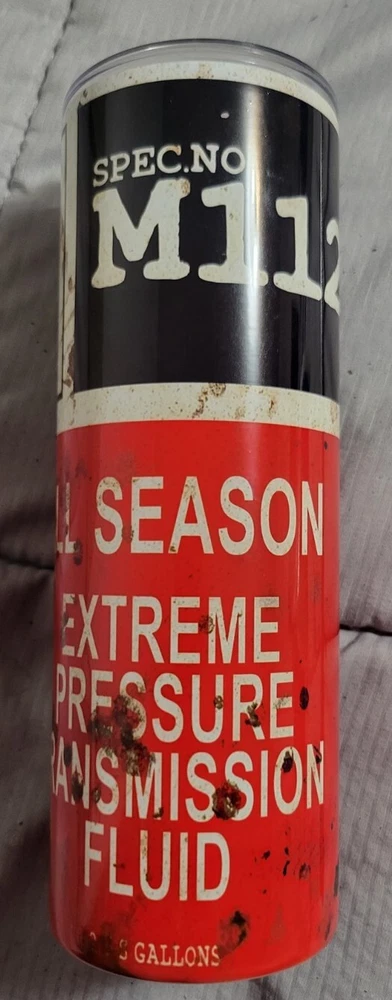 SPEC.NO
M112
LL SEASON
EXTREME
PRESSURE
RANSMISSION
FLUID
GALLONS